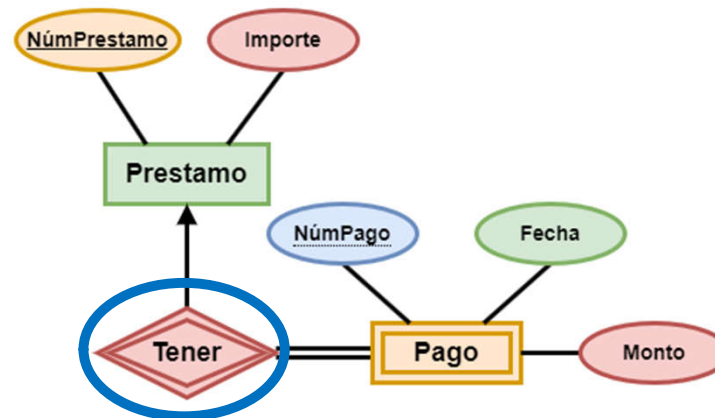 NúmPrestamo
Importe
Prestamo
NúmPago
Fecha
Tener
Pago
Monto